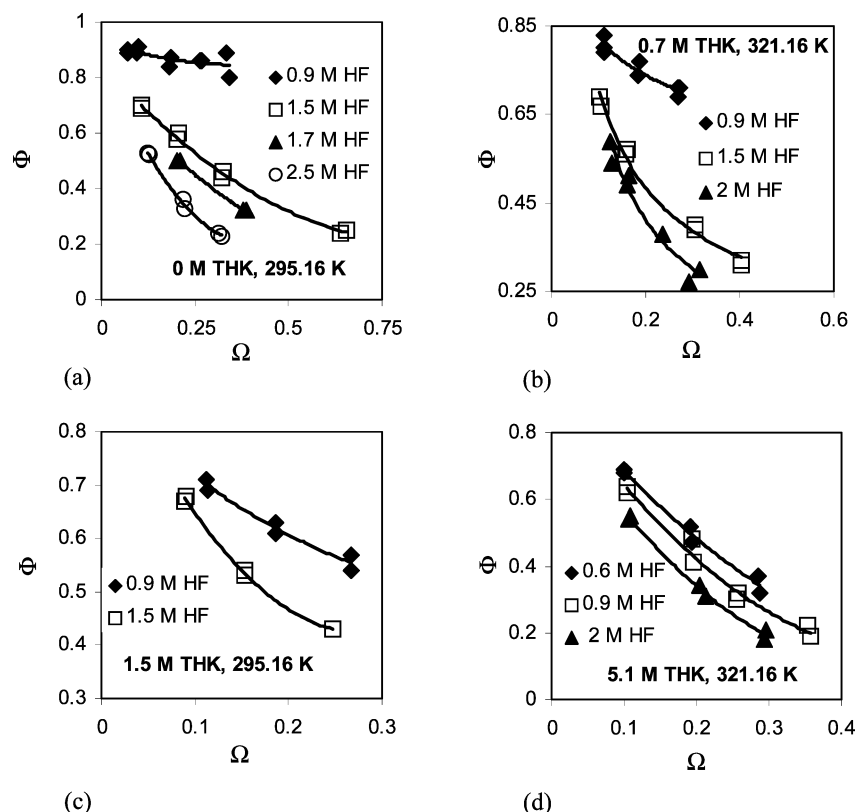 1
0.8
0.6
0.4
0.2
0
Φ
0.9 M HF
1.5 M HF
1.7 M HF
2.5 M HF
0 M THK, 295.16 K
0 0.25 0.5 0.75
Ω
(a)
0.85
0.65
0.45
0.25
Φ
0.7 M THK, 321.16 K
0.9 M HF
1.5 M HF
2 M HF
0 0.2 0.4 0.6
Ω
(b)
0.8
0.7
0.6
0.5
0.4
0.3
Φ
0.9 M HF
1.5 M HF
1.5 M THK, 295.16 K
0 0.1 0.2 0.3
Ω
(c)
0.8
0.6
0.4
0.2
0
Φ
0.6 M HF
0.9 M HF
2 M HF
5.1 M THK, 321.16 K
0 0.1 0.2 0.3 0.4
Ω
(d)